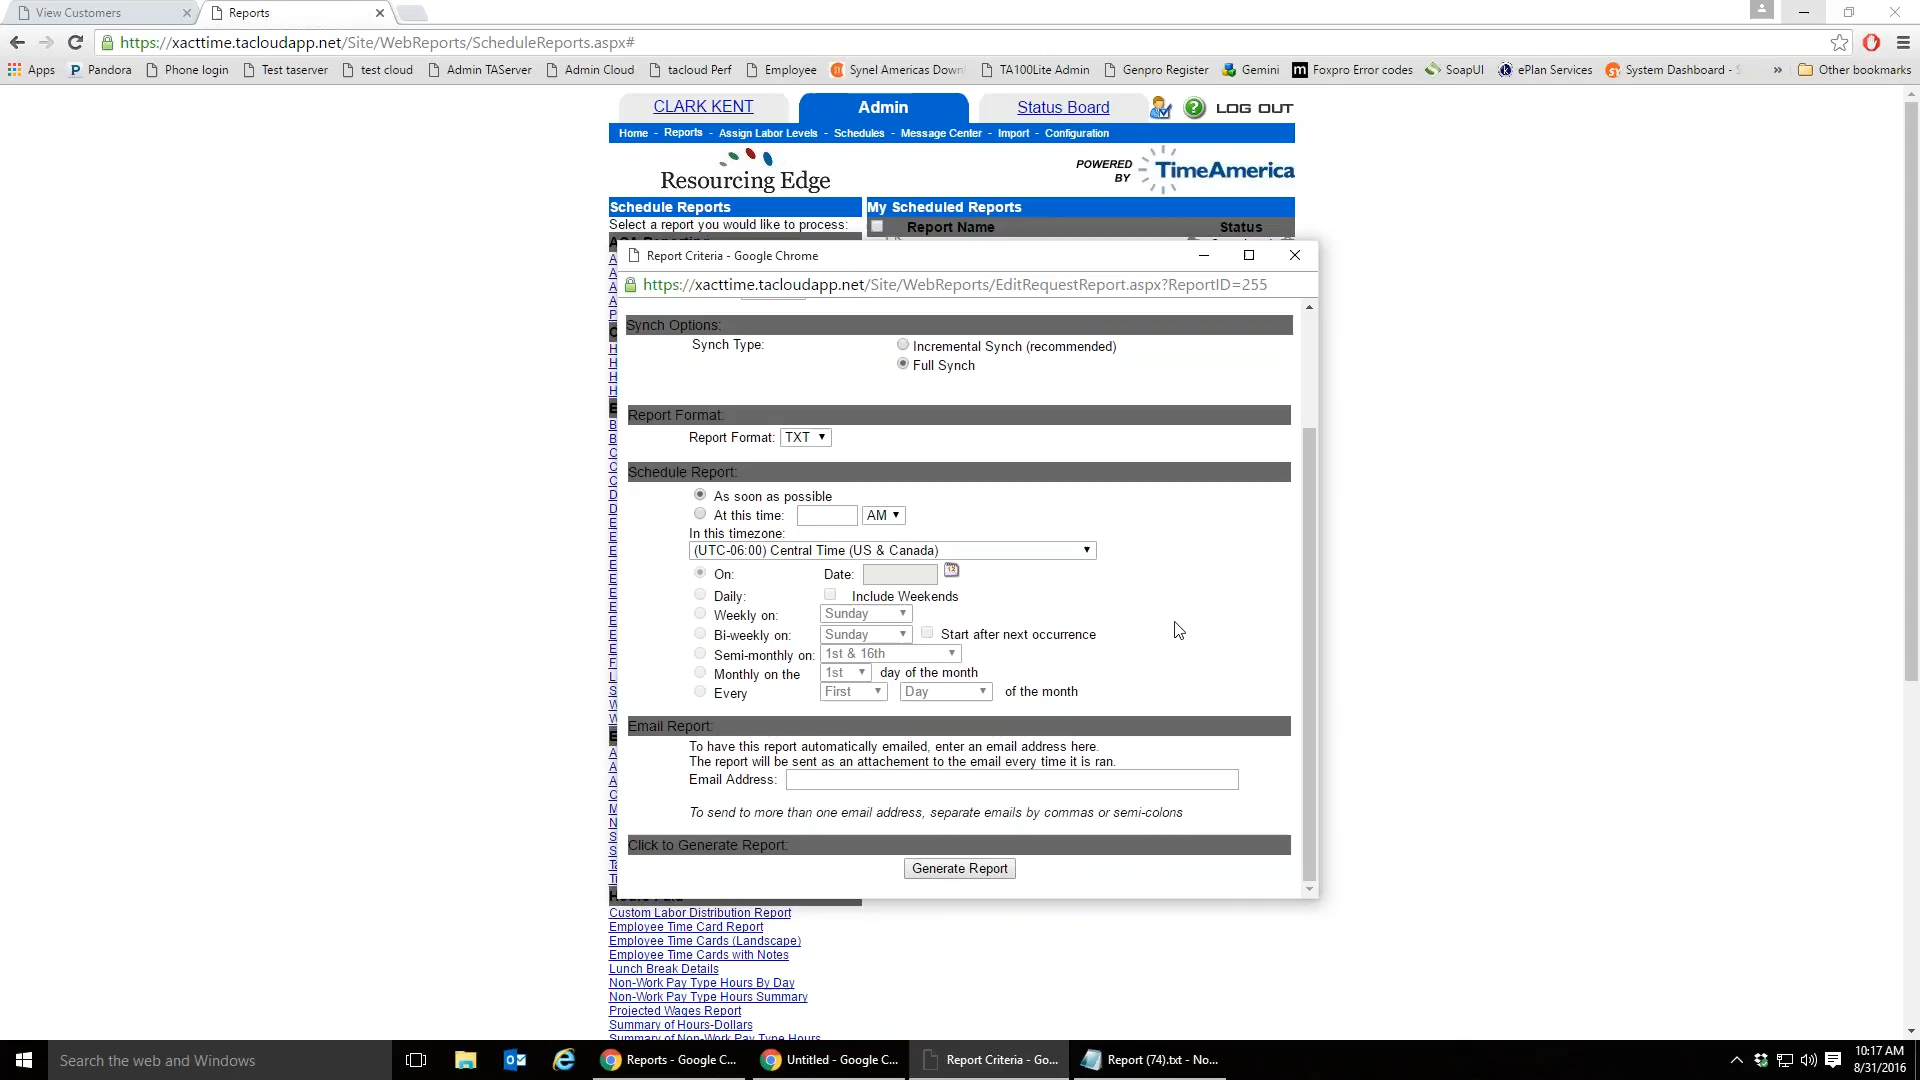 View Customers
Reports
https://xacttime.tacloudapp.net/Site/WebReports/ScheduleReports.aspx#
Apps
Pandora
Phone login
Test taserver
test cloud
Admin TAServer
Admin Cloud
tacloud Perf
Employee
Synel Americas Down
TA100Lite Admin
Genpro Register
Gemini
Foxpro Error codes
SoapUI
ePlan Services
System Dashboard -
»
Other bookmarks
CLARK KENT
Admin
Status Board
LOG OUT
Home - Reports - Assign Labor Levels - Schedules - Message Center - Import - Configuration
Resourcing Edge
POWERED BY
TimeAmerica
Schedule Reports
My Scheduled Reports
Select a report you would like to process:
Report Name
Status
Report Criteria - Google Chrome
https://xacttime.tacloudapp.net/Site/WebReports/EditRequestReport.aspx?ReportID=255
Synch Options:
Synch Type:
Incremental Synch (recommended)
Full Synch
Report Format:
Report Format: TXT
Schedule Report:
As soon as possible
At this time: AM
In this timezone:
(UTC-06:00) Central Time (US & Canada)
On: Date:
Daily: Include Weekends
Weekly on: Sunday
Bi-weekly on: Sunday Start after next occurrence
Semi-monthly on: 1st & 16th
Monthly on the 1st day of the month
Every First Day of the month
Email Report:
To have this report automatically emailed, enter an email address here.
The report will be sent as an attachement to the email every time it is ran.
Email Address:
To send to more than one email address, separate emails by commas or semi-colons
Click to Generate Report:
Generate Report
Custom Labor Distribution Report
Employee Time Card Report
Employee Time Cards (Landscape)
Employee Time Cards with Notes
Lunch Break Details
Non-Work Pay Type Hours By Day
Non-Work Pay Type Hours Summary
Projected Wages Report
Summary of Hours-Dollars
Summary of Non-Work Pay Type Hours
Search the web and Windows
Reports - Google C...
Untitled - Google C...
Report Criteria - Go...
Report (74).txt - No...
10:17 AM
8/31/2016